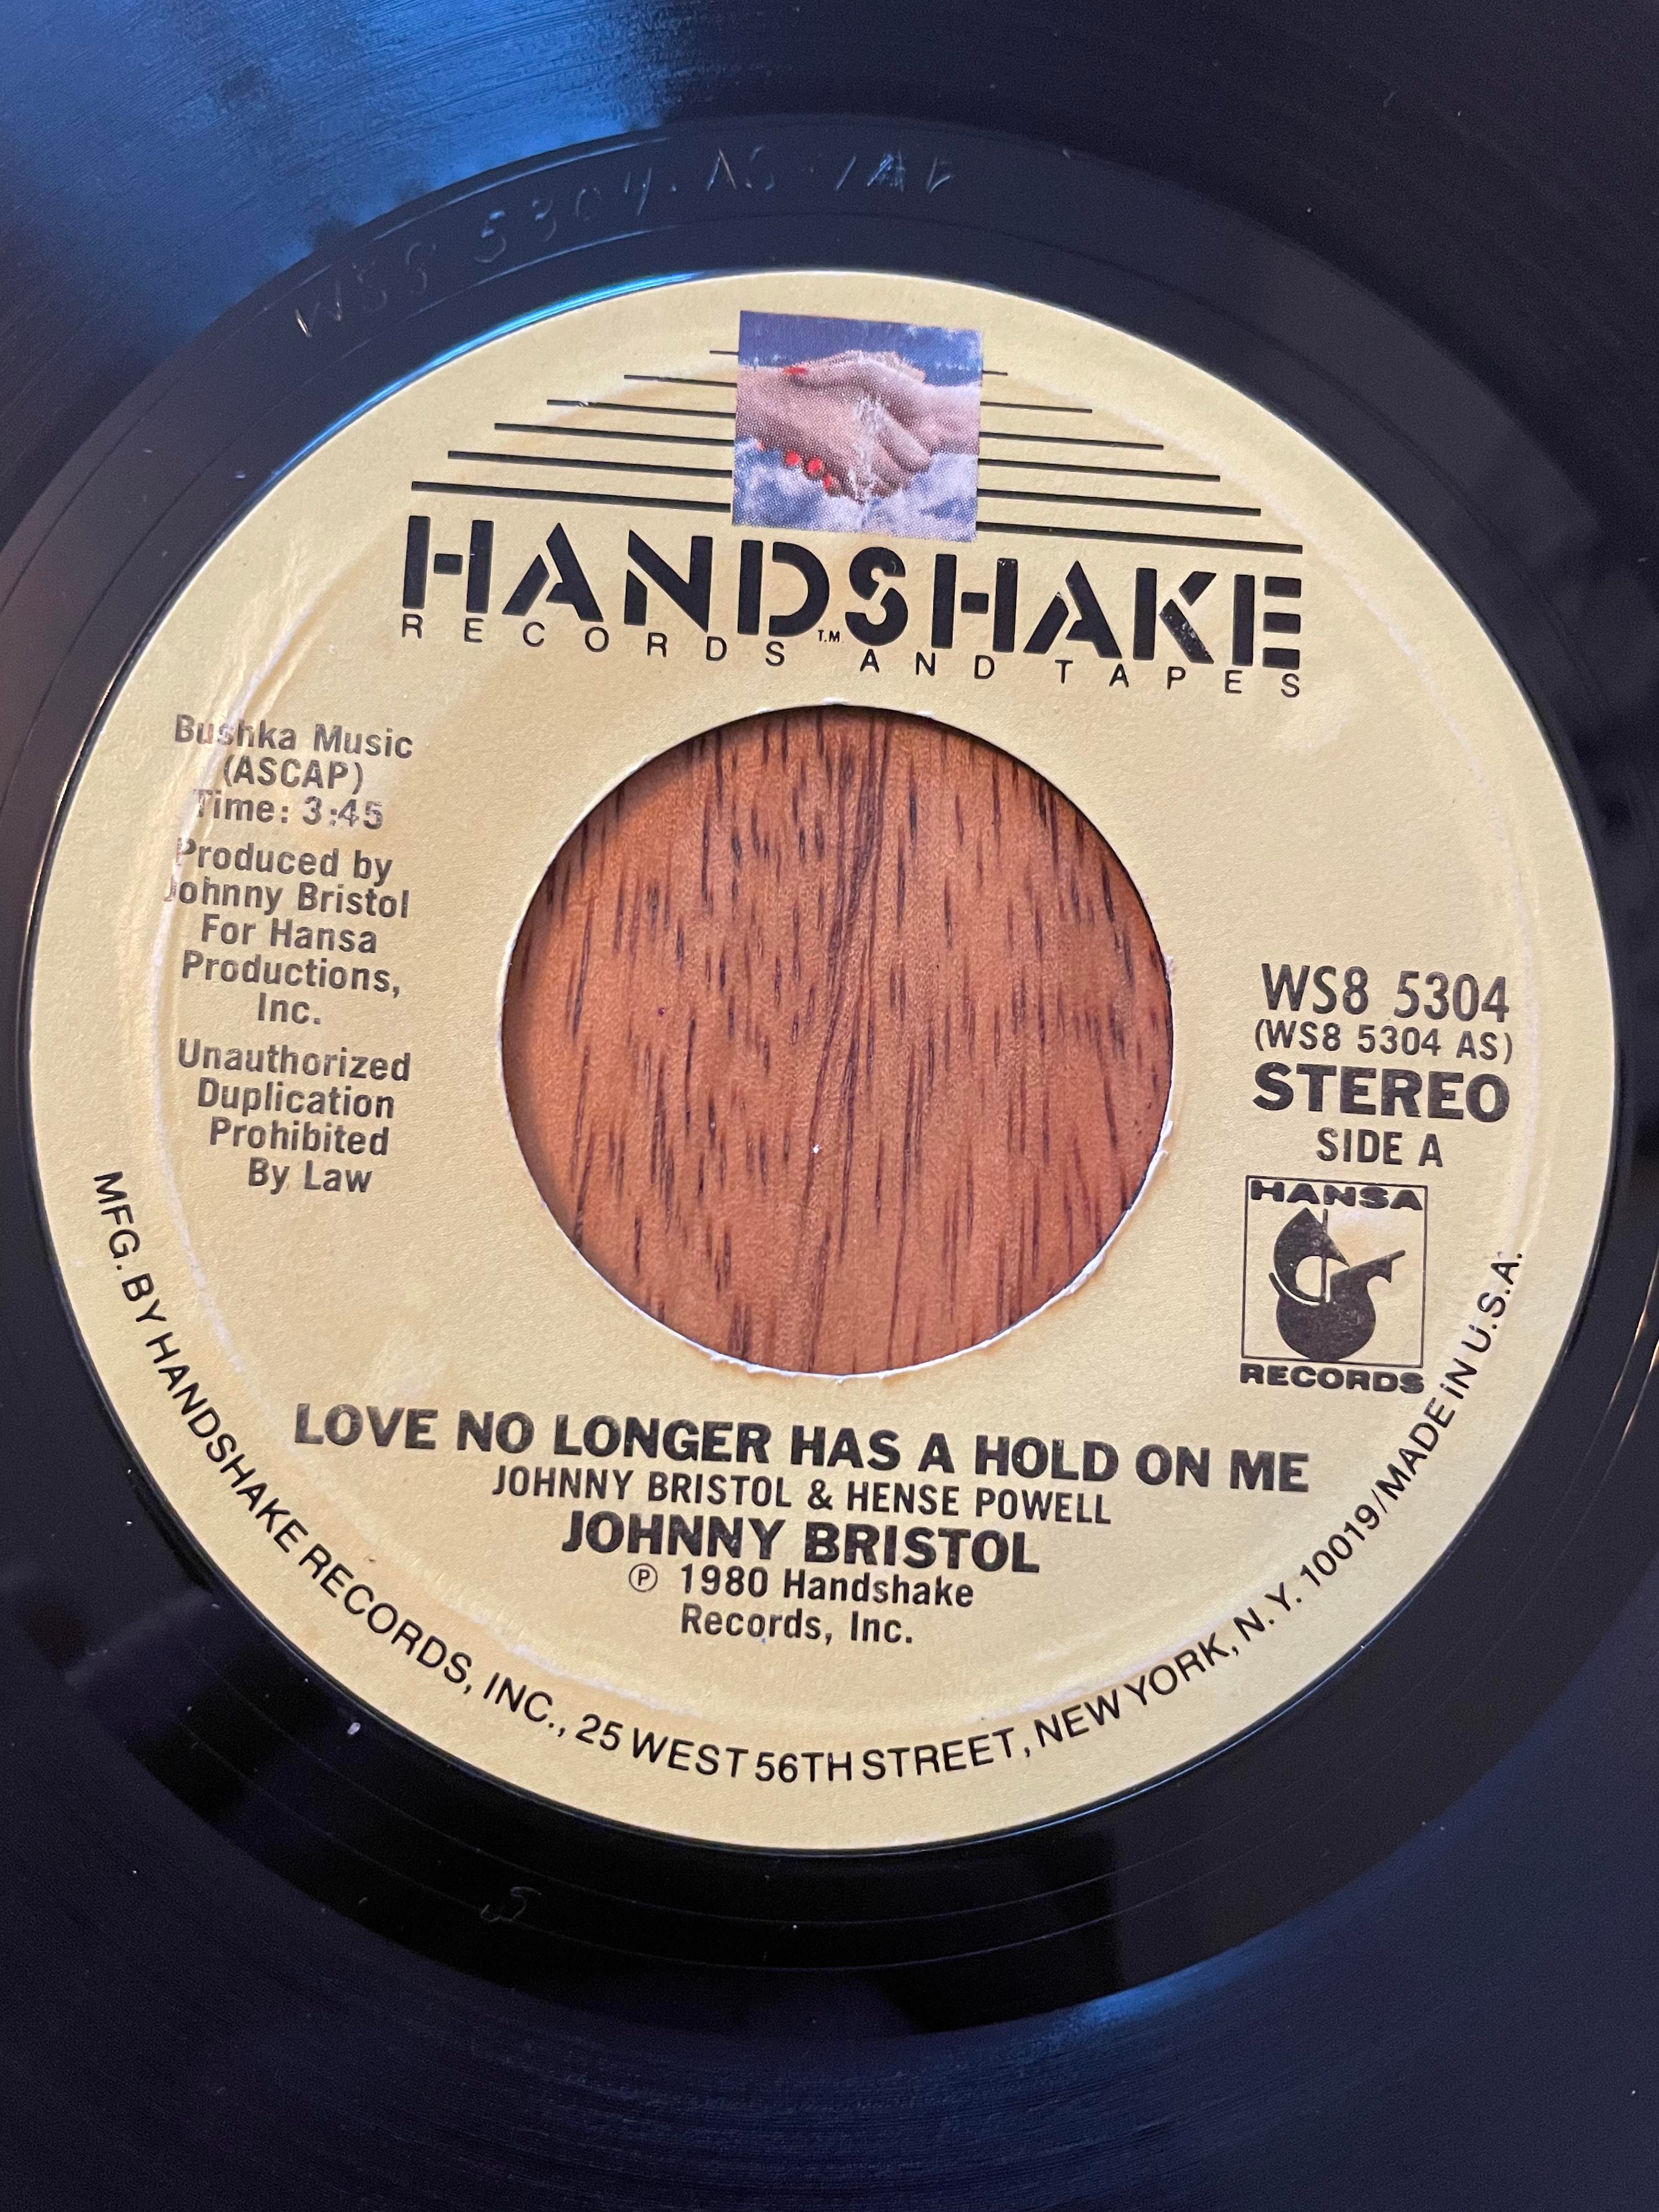 WS8 5304
HANDSHAKE
RECORDS T.M. AND TAPES
Bushka Music
(ASCAP)
Time: 3:45
Produced by
Johnny Bristol
For Hansa
Productions,
Inc.
Unauthorized
Duplication
Prohibited
By Law
WS8 5304
(WS8 5304 AS)
STEREO
SIDE A
HANSA
RECORDS
LOVE NO LONGER HAS A HOLD ON ME
JOHNNY BRISTOL & HENSE POWELL
JOHNNY BRISTOL
Ⓟ 1980 Handshake
Records, Inc.
MFG. BY HANDSHAKE RECORDS, INC., 25 WEST 56TH STREET, NEW YORK, N.Y. 10019/MADE IN U.S.A.